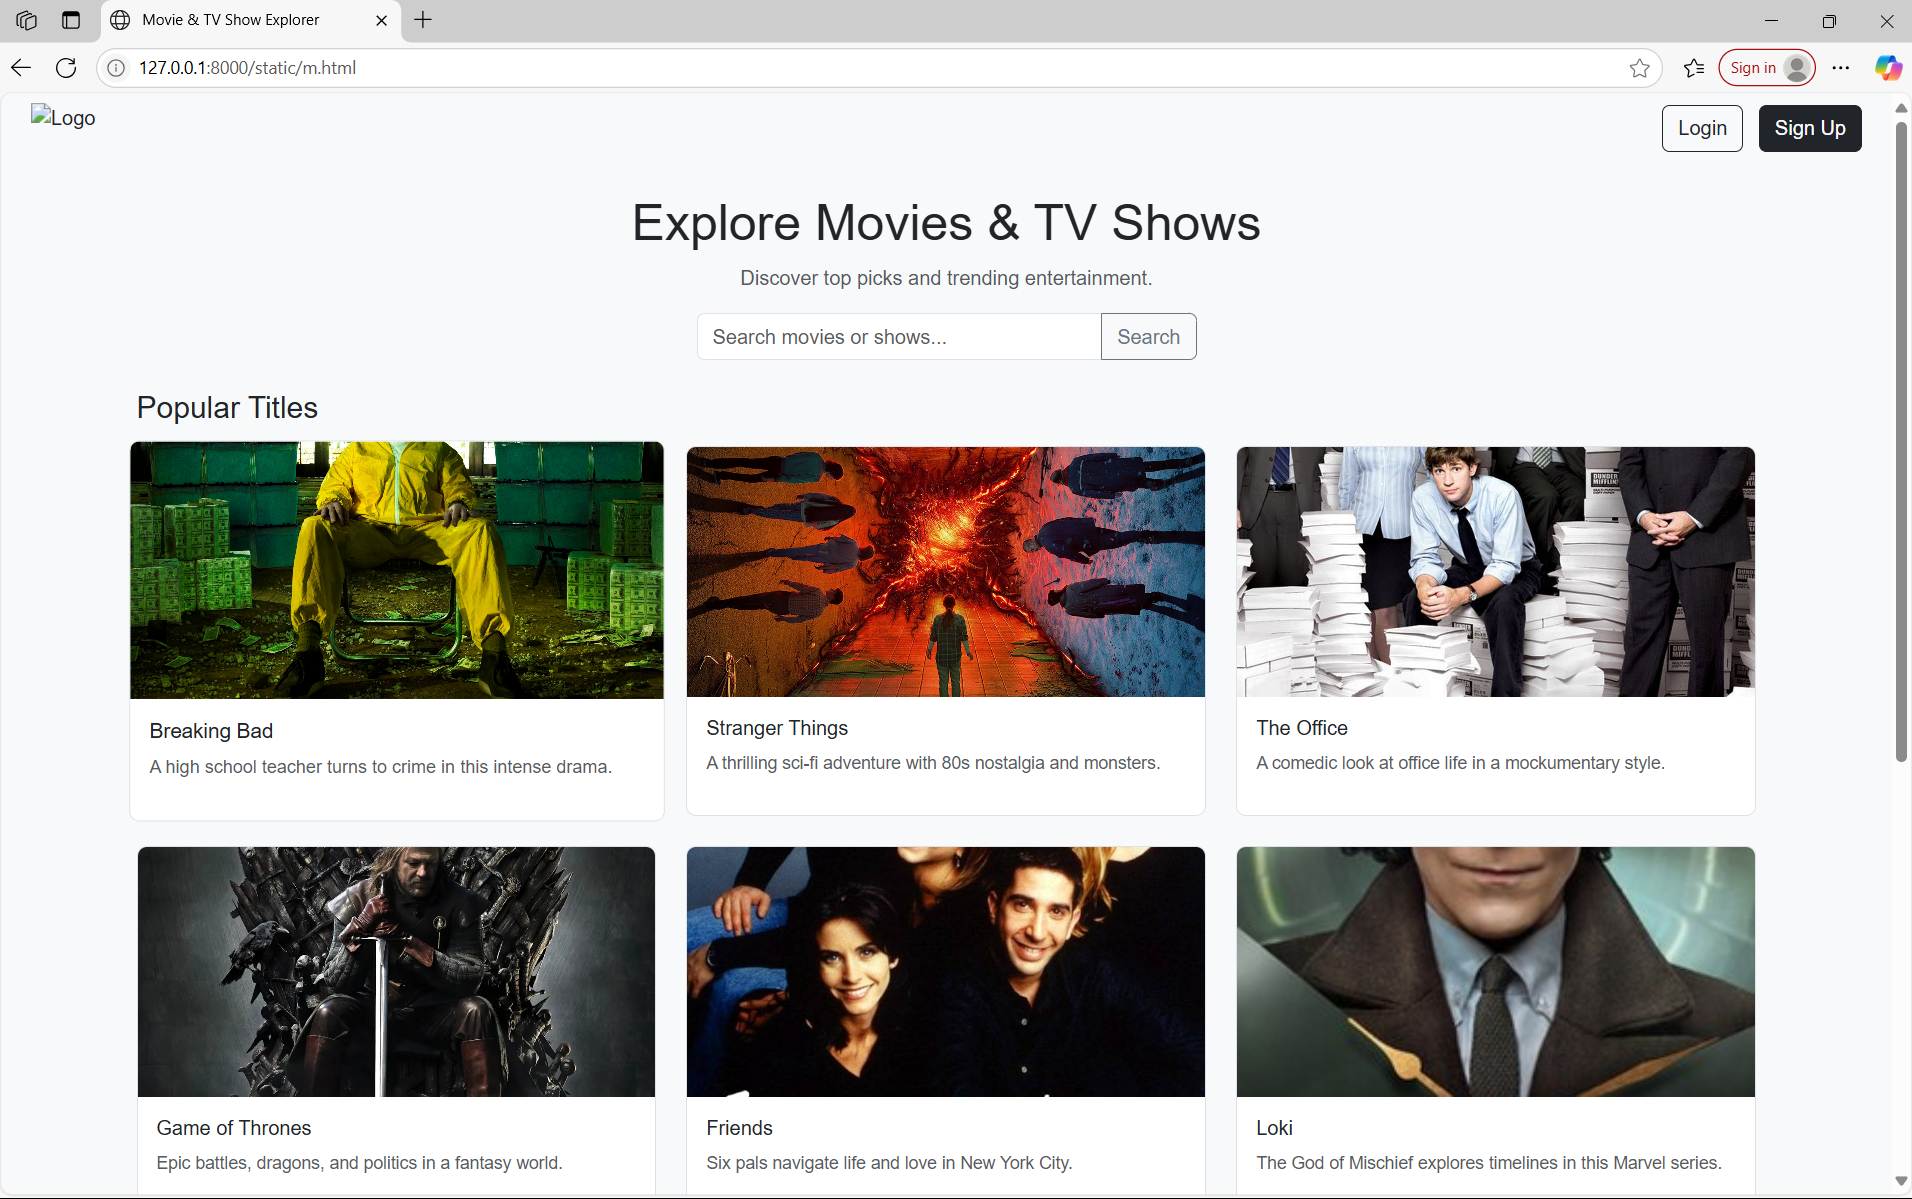 Movie & TV Show Explorer
127.0.0.1:8000/static/m.html
Sign in
Logo
Login
Sign Up
Explore Movies & TV Shows
Discover top picks and trending entertainment.
Search movies or shows...
Search
Popular Titles
DUNDER
MIFFLIN
Breaking Bad
A high school teacher turns to crime in this intense drama.
Stranger Things
A thrilling sci-fi adventure with 80s nostalgia and monsters.
The Office
A comedic look at office life in a mockumentary style.
Game of Thrones
Epic battles, dragons, and politics in a fantasy world.
Friends
Six pals navigate life and love in New York City.
Loki
The God of Mischief explores timelines in this Marvel series.